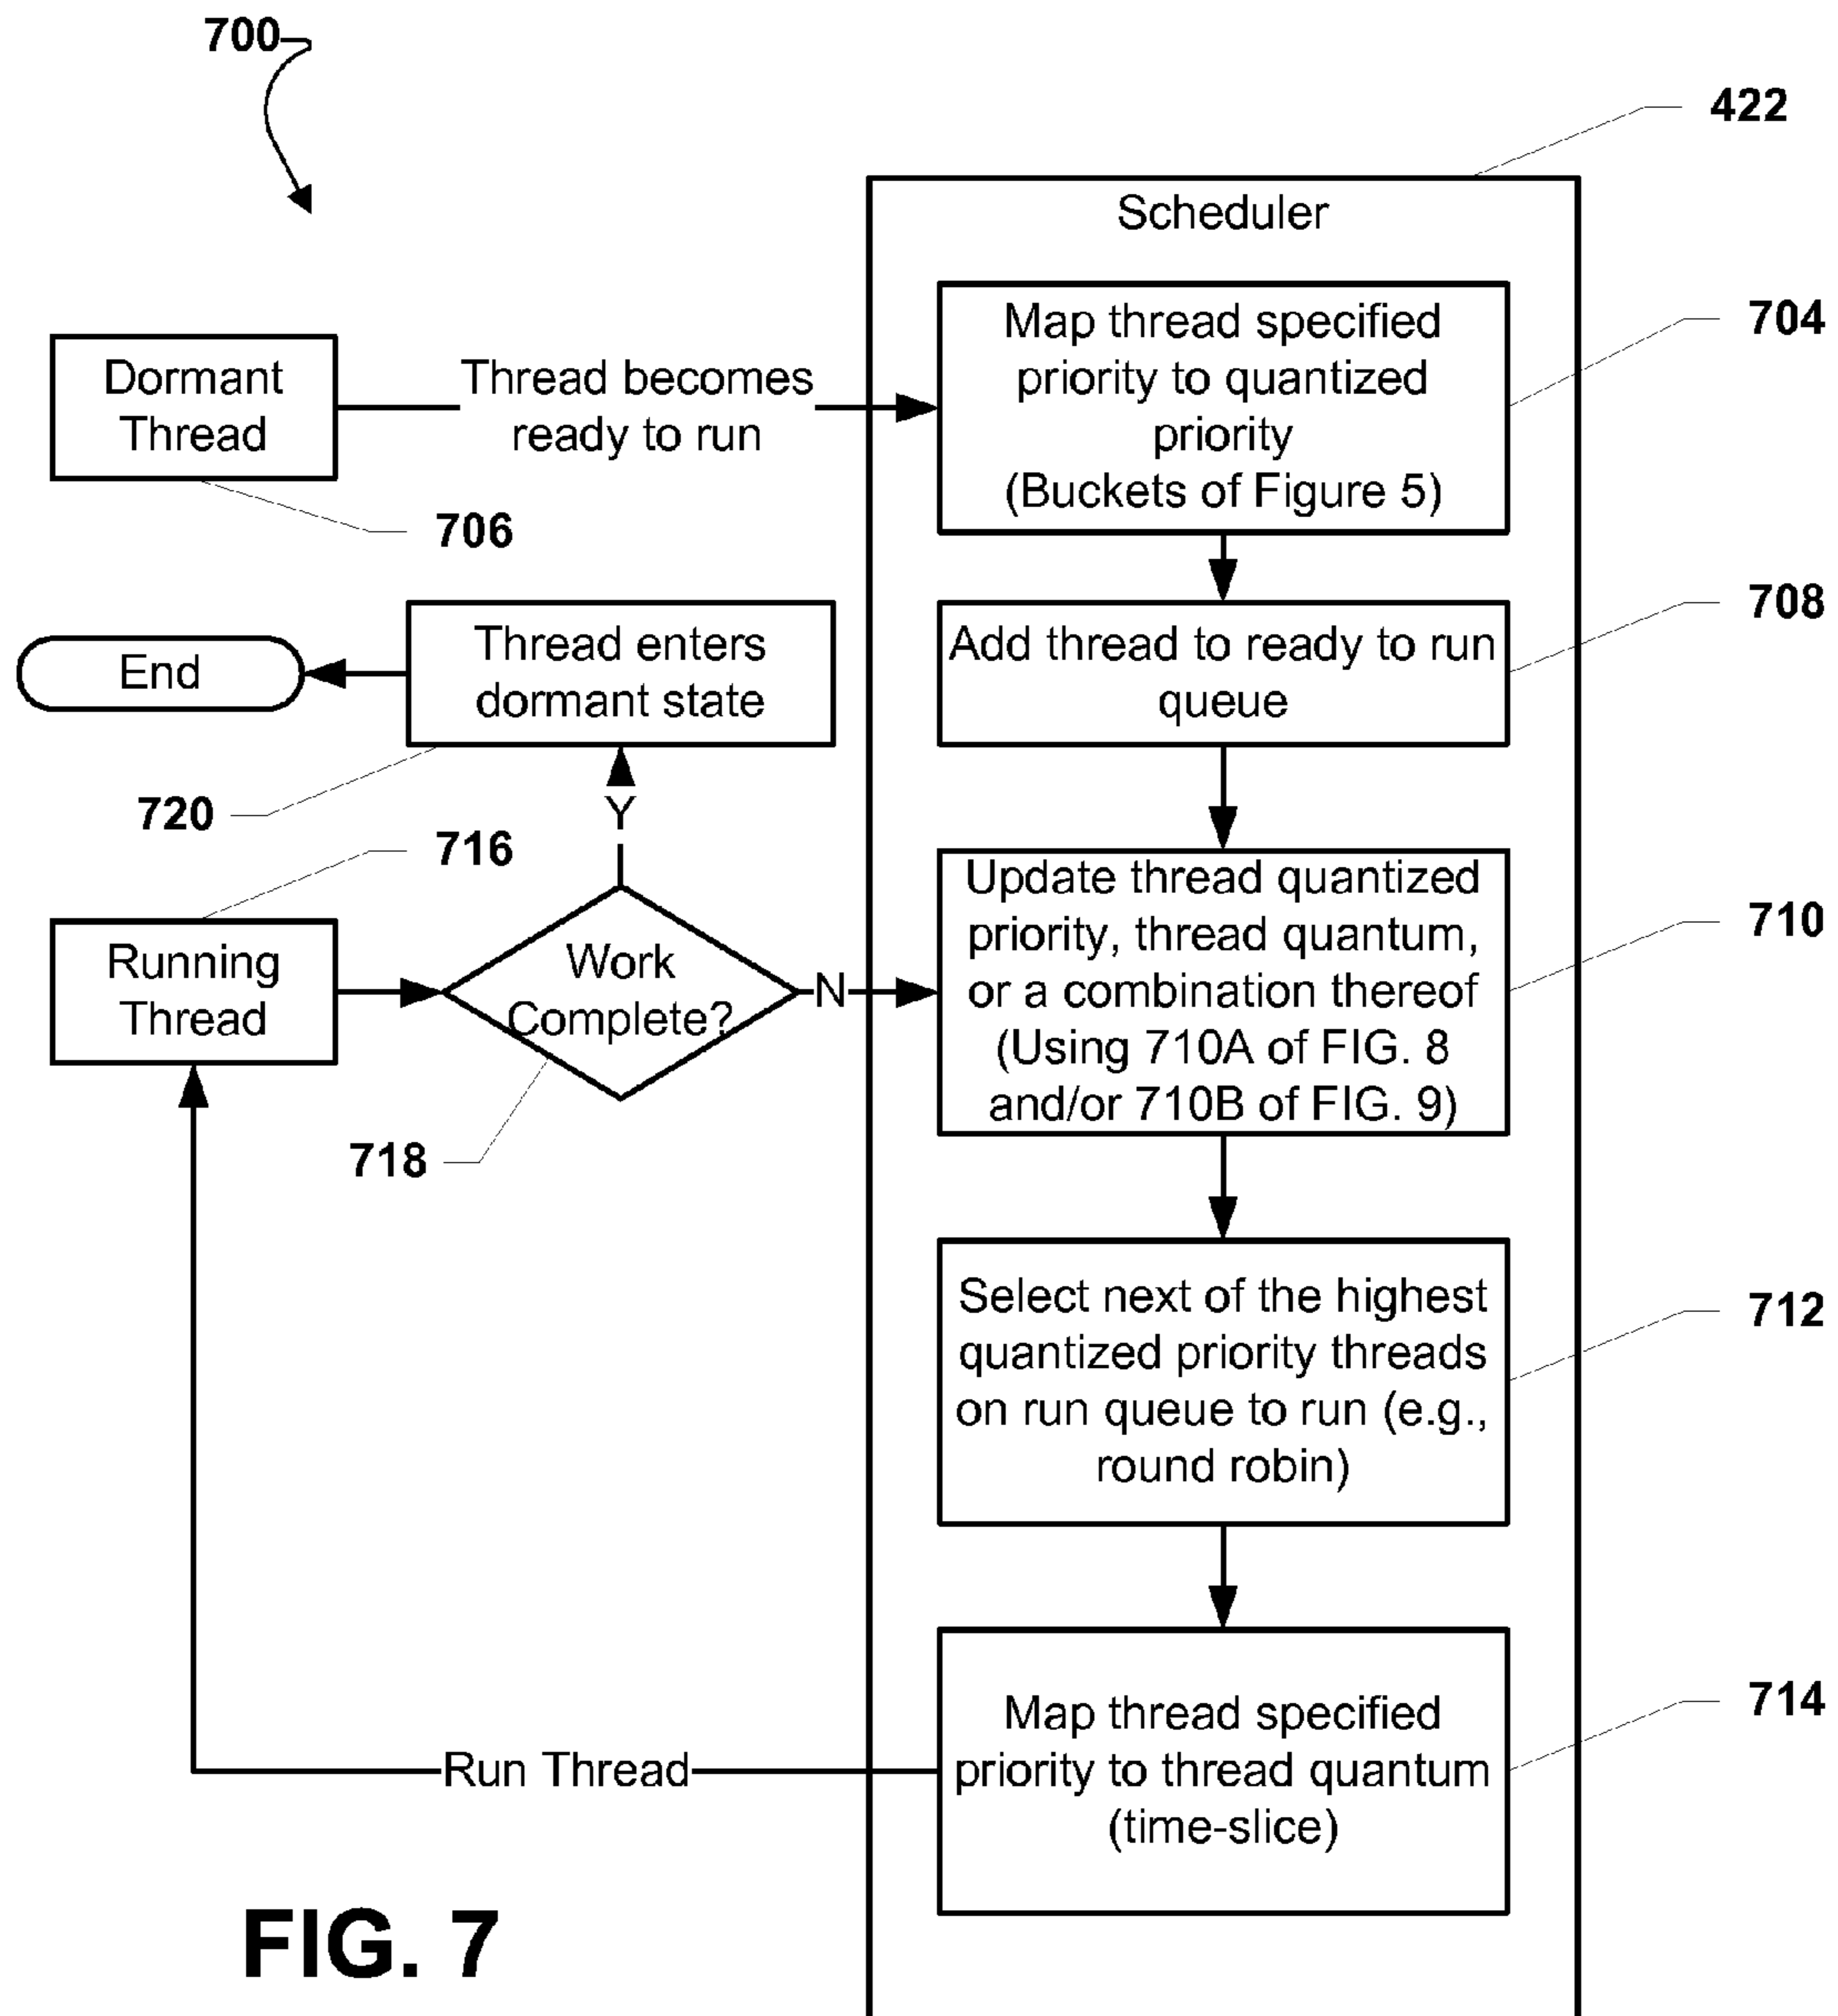 700
422
Scheduler
Map thread specified
priority to quantized
priority
(Buckets of Figure 5)
704
Dormant
Thread
Thread becomes
ready to run
706
Add thread to ready to run
queue
708
End
Thread enters
dormant state
720
Y
716
Running
Thread
Work
Complete?
N
718
Update thread quantized
priority, thread quantum,
or a combination thereof
(Using 710A of FIG. 8
and/or 710B of FIG. 9)
710
Select next of the highest
quantized priority threads
on run queue to run (e.g.,
round robin)
712
Map thread specified
priority to thread quantum
(time-slice)
714
Run Thread
FIG. 7